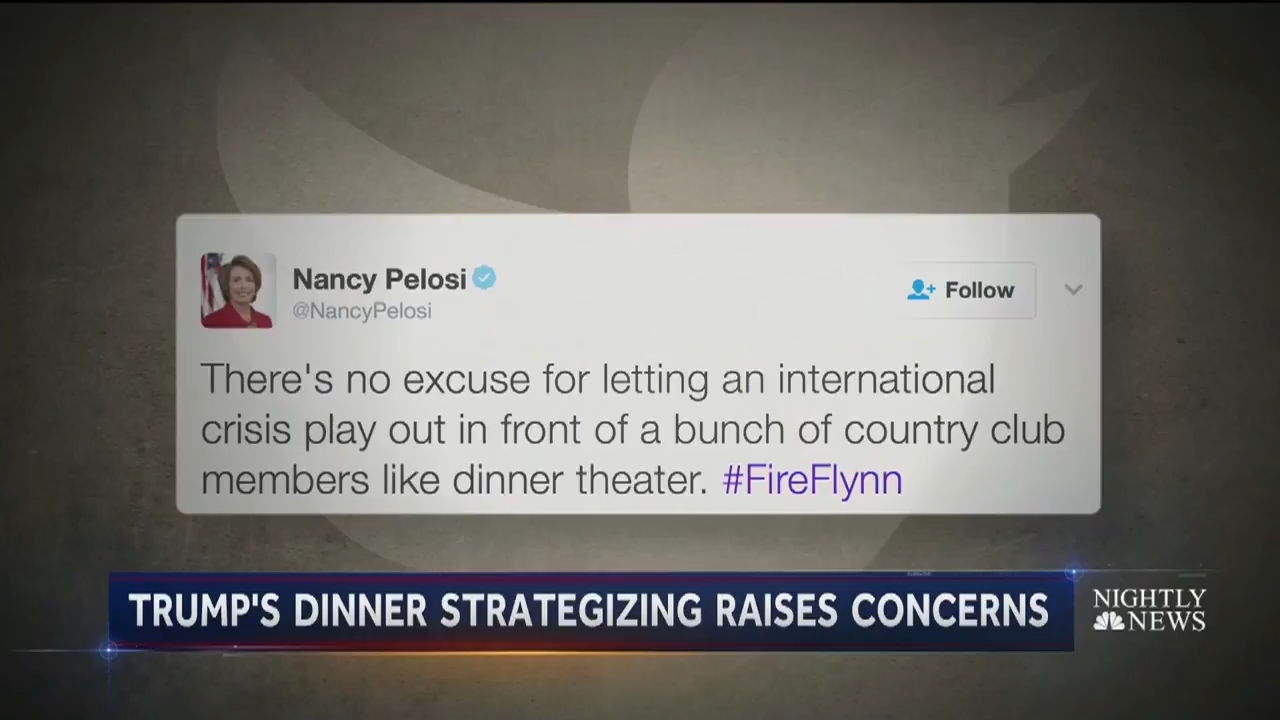 Nancy Pelosi
@NancyPelosi
Follow
There's no excuse for letting an international
crisis play out in front of a bunch of country club
members like dinner theater. #FireFlynn
TRUMP'S DINNER STRATEGIZING RAISES CONCERNS
NIGHTLY
NEWS